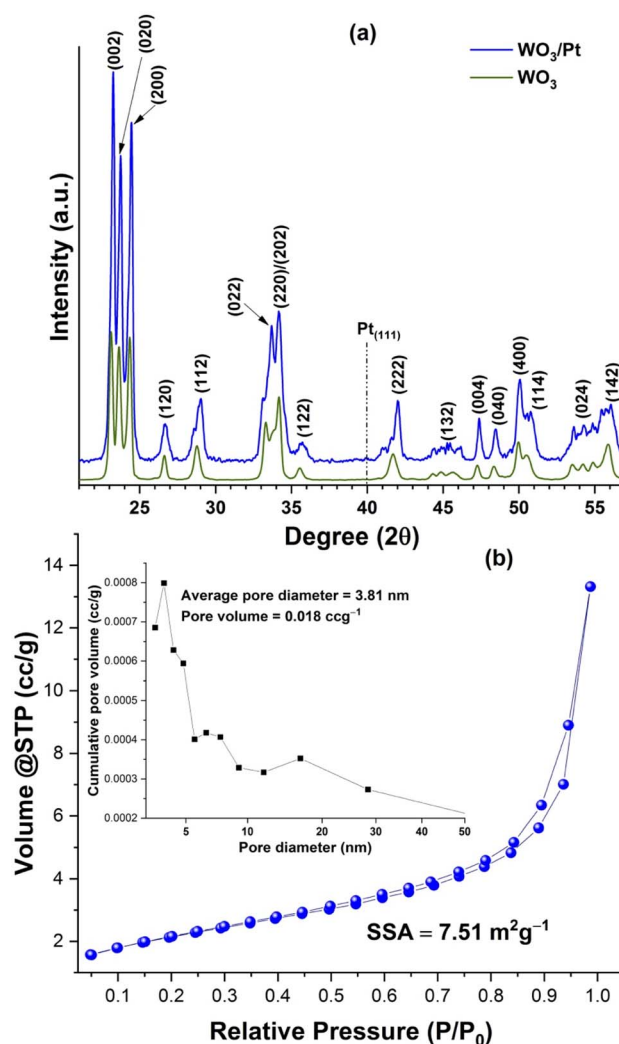 (a)
WO₃/Pt
WO₃
(002)
(020)
(200)
(120)
(112)
(022)
(220)/(202)
(122)
Pt₍₁₁₁₎
(222)
(132)
(004)
(040)
(400)
(114)
(024)
(142)
Intensity (a.u.)
25 30 35 40 45 50 55
Degree (2θ)
(b)
Average pore diameter = 3.81 nm
Pore volume = 0.018 ccg⁻¹
Cumulative pore volume (cc/g)
0.0008
0.0007
0.0006
0.0005
0.0004
0.0003
0.0002
5 10 20 30 40 50
Pore diameter (nm)
Volume @STP (cc/g)
14
12
10
8
6
4
2
SSA = 7.51 m²g⁻¹
0.1 0.2 0.3 0.4 0.5 0.6 0.7 0.8 0.9 1.0
Relative Pressure (P/P₀)